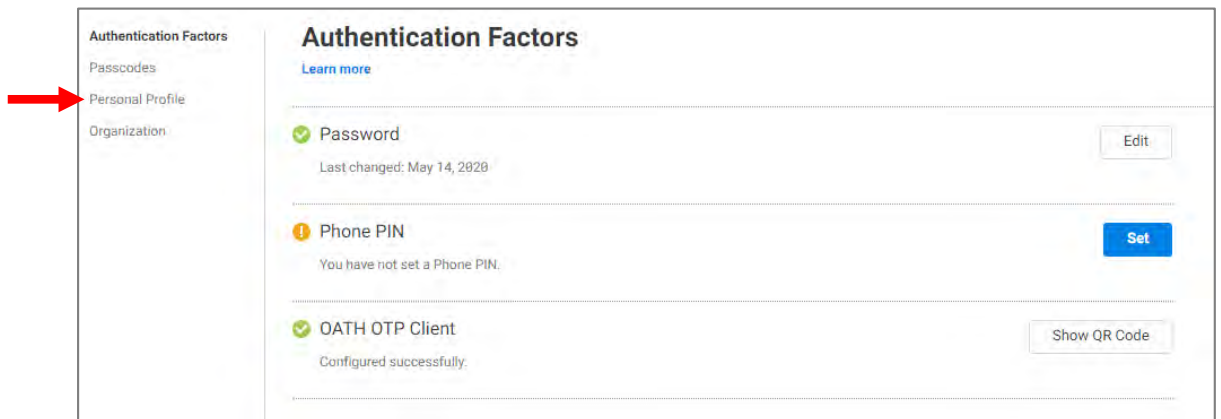 Authentication Factors
Passcodes
Personal Profile
Organization
Authentication Factors
Learn more
Password
Edit
Last changed: May 14, 2020
Phone PIN
Set
You have not set a Phone PIN.
OATH OTP Client
Show QR Code
Configured successfully.